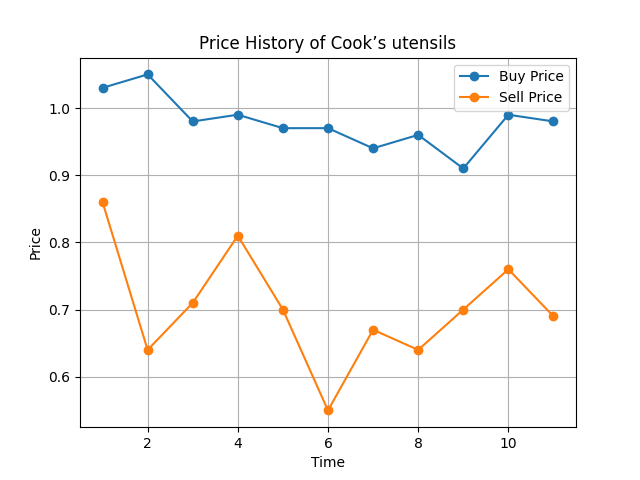 Price History of Cook’s utensils
Buy Price
Sell Price
1.0
0.9
0.8
0.7
0.6
Price
2 4 6 8 10
Time